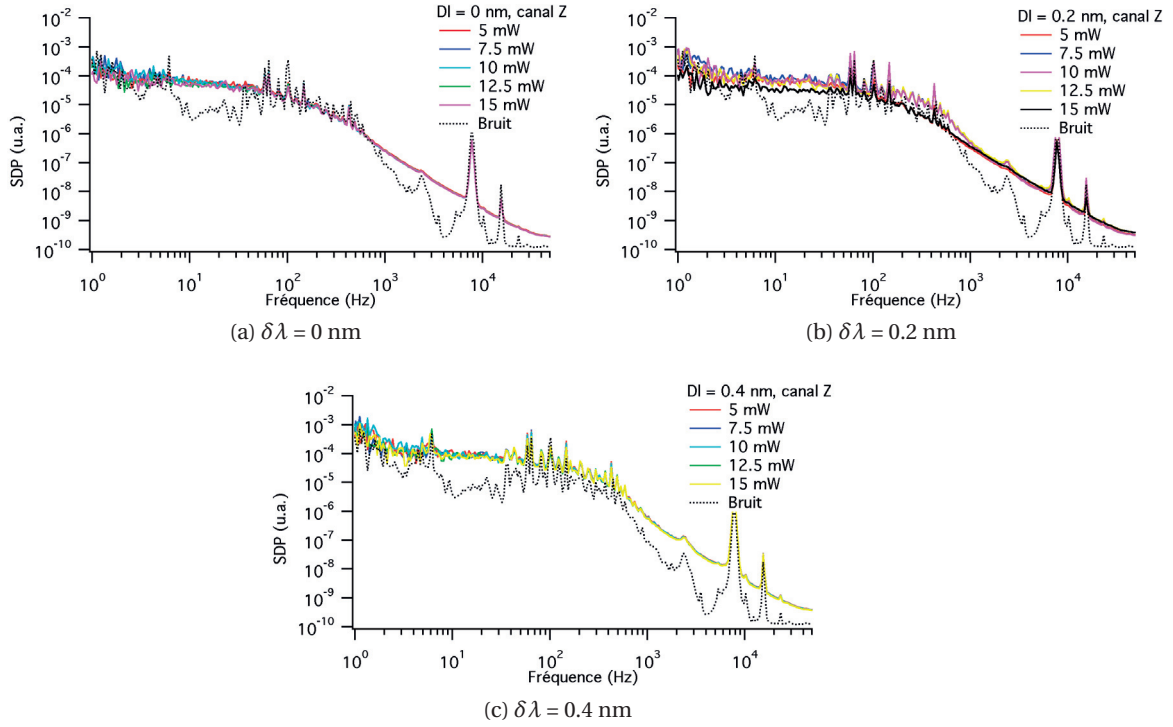 DI = 0 nm, canal Z
5 mW
7.5 mW
10 mW
12.5 mW
15 mW
Bruit
SDP (u.a.)
10^-2
10^-3
10^-4
10^-5
10^-6
10^-7
10^-8
10^-9
10^-10
10^0
10^1
10^2
10^3
10^4
Fréquence (Hz)
(a) δλ = 0 nm
DI = 0.2 nm, canal Z
5 mW
7.5 mW
10 mW
12.5 mW
15 mW
Bruit
SDP (u.a.)
10^-2
10^-3
10^-4
10^-5
10^-6
10^-7
10^-8
10^-9
10^-10
10^0
10^1
10^2
10^3
10^4
Fréquence (Hz)
(b) δλ = 0.2 nm
DI = 0.4 nm, canal Z
5 mW
7.5 mW
10 mW
12.5 mW
15 mW
Bruit
SDP (u.a.)
10^-2
10^-3
10^-4
10^-5
10^-6
10^-7
10^-8
10^-9
10^-10
10^0
10^1
10^2
10^3
10^4
Fréquence (Hz)
(c) δλ = 0.4 nm